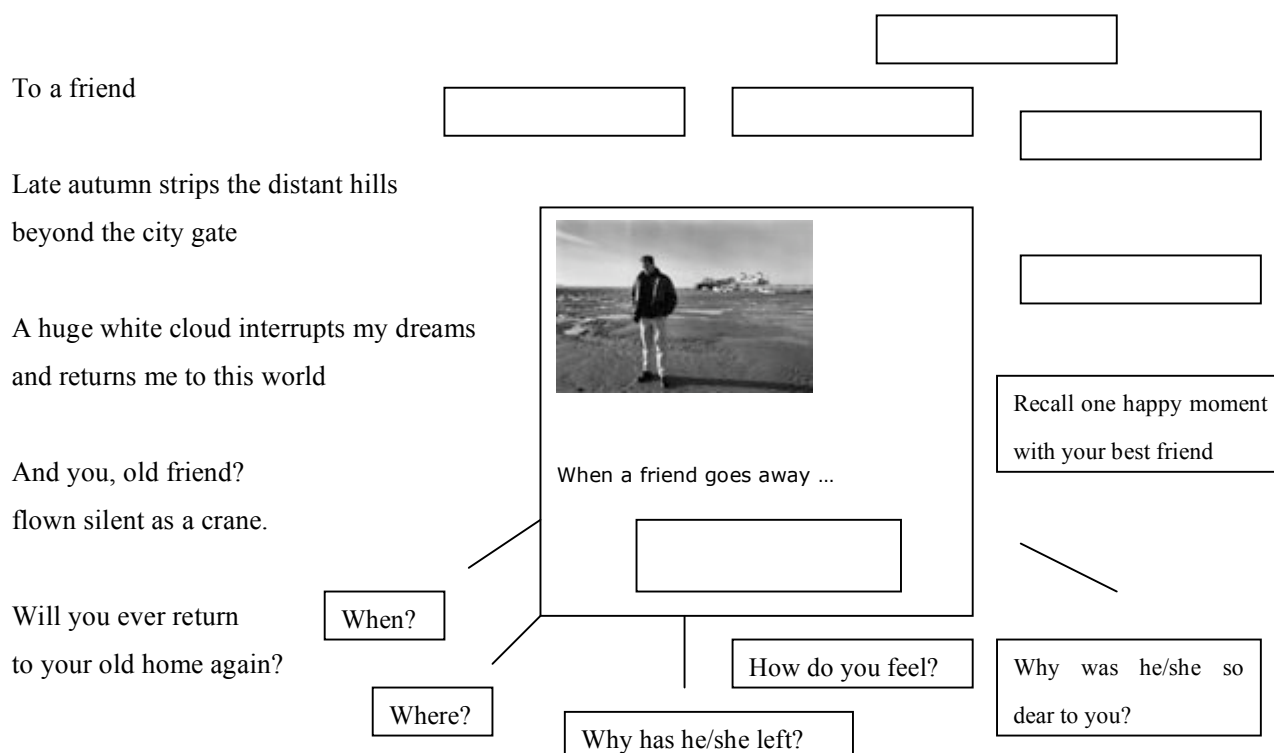 To a friend
Late autumn strips the distant hills
beyond the city gate
A huge white cloud interrupts my dreams
and returns me to this world
And you, old friend?
flown silent as a crane.
Will you ever return
to your old home again?
When a friend goes away …
When?
Where?
Why has he/she left?
How do you feel?
Recall one happy moment
with your best friend
Why was he/she so
dear to you?